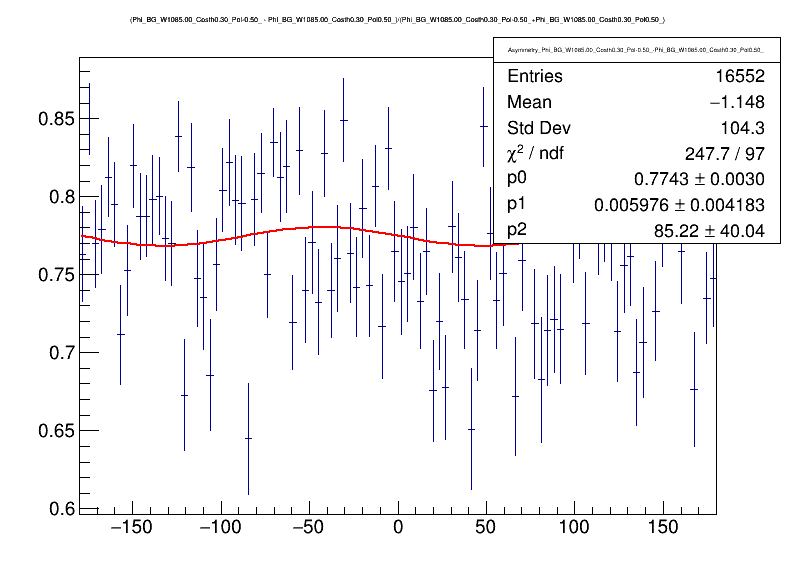 (Phi_BG_W1085.00_Costh0.30_Pol-0.50_ - Phi_BG_W1085.00_Costh0.30_Pol0.50_)/(Phi_BG_W1085.00_Costh0.30_Pol-0.50_+Phi_BG_W1085.00_Costh0.30_Pol0.50_)
Asymmetry_Phi_BG_W1085.00_Costh0.30_Pol-0.50_-Phi_BG_W1085.00_Costh0.30_Pol0.50_
Entries 16552
Mean −1.148
Std Dev 104.3
χ² / ndf 247.7 / 97
p0 0.7743 ± 0.0030
p1 0.005976 ± 0.004183
p2 85.22 ± 40.04
0.85
0.8
0.75
0.7
0.65
0.6
−150 −100 −50 0 50 100 150